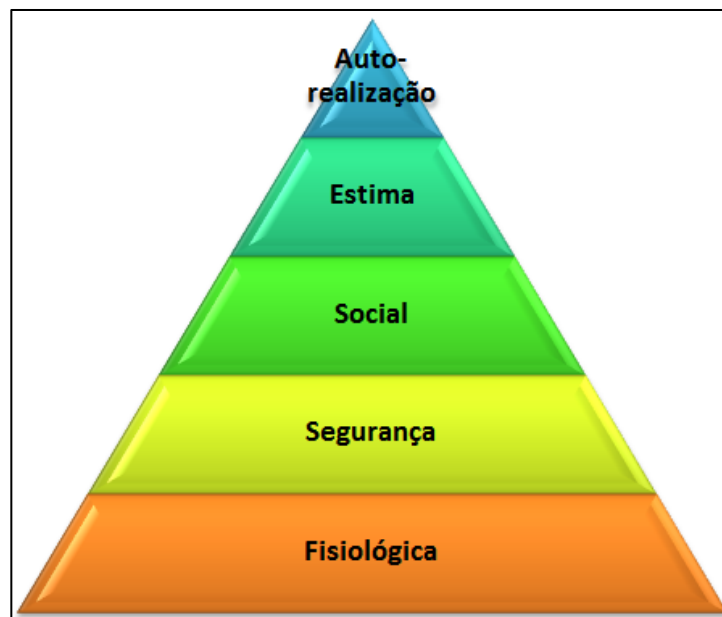 Auto-
realização
Estima
Social
Segurança
Fisiológica